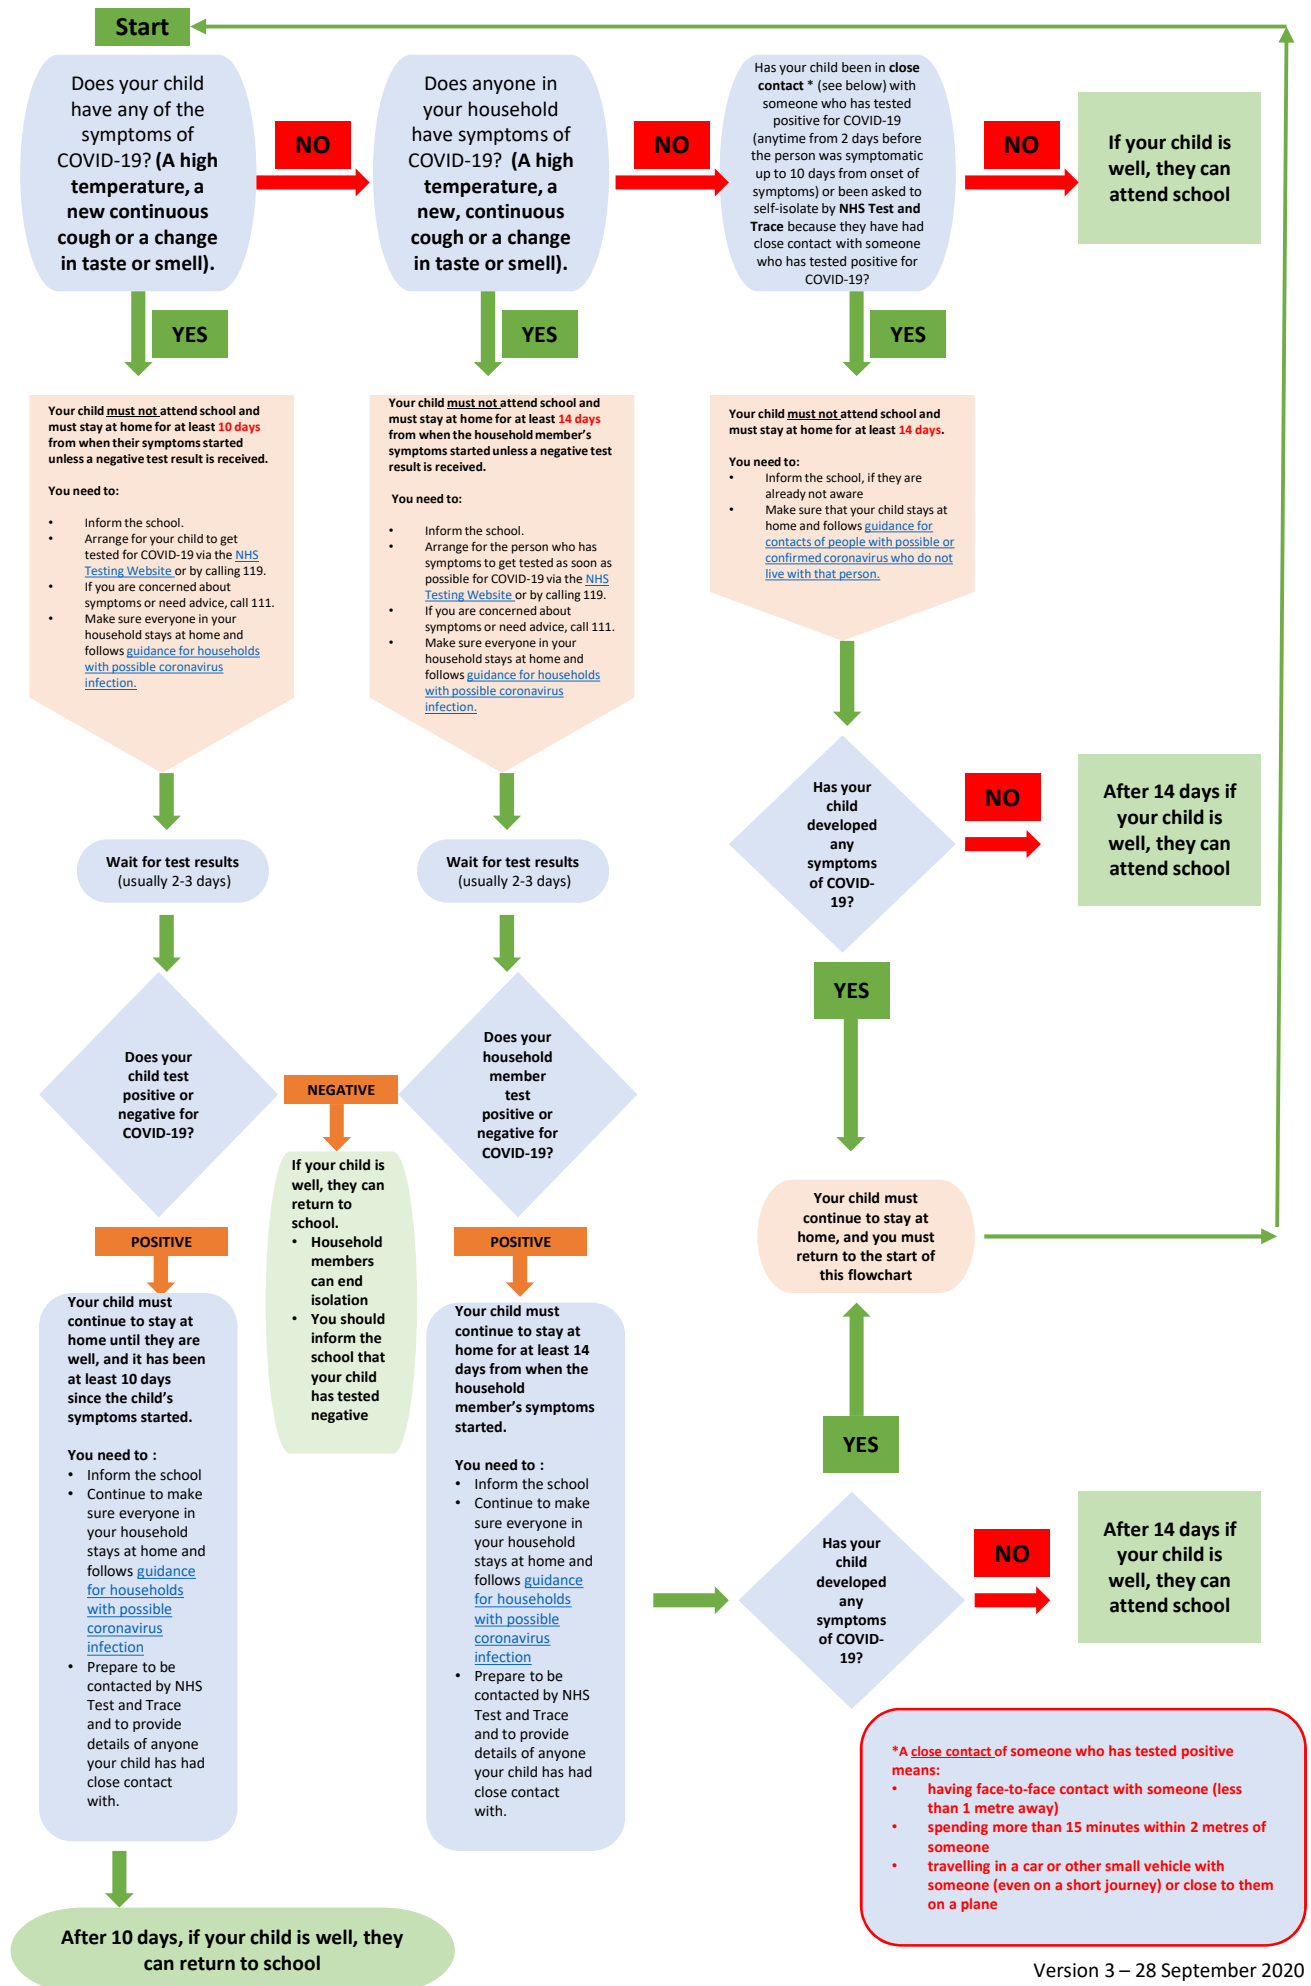 Start
Does your child
have any of the
symptoms of
COVID-19? (A high
temperature, a
new continuous
cough or a change
in taste or smell).
NO
Does anyone in
your household
have symptoms of
COVID-19? (A high
temperature, a
new, continuous
cough or a change
in taste or smell).
NO
Has your child been in close
contact * (see below) with
someone who has tested
positive for COVID-19
(anytime from 2 days before
the person was symptomatic
up to 10 days from onset of
symptoms) or been asked to
self-isolate by NHS Test and
Trace because they have had
close contact with someone
who has tested positive for
COVID-19?
NO
If your child is
well, they can
attend school
YES
YES
YES
Your child must not attend school and
must stay at home for at least 10 days
from when their symptoms started
unless a negative test result is received.
You need to:
• Inform the school.
• Arrange for your child to get
tested for COVID-19 via the NHS
Testing Website or by calling 119.
• If you are concerned about
symptoms or need advice, call 111.
• Make sure everyone in your
household stays at home and
follows guidance for households
with possible coronavirus
infection.
Your child must not attend school and
must stay at home for at least 14 days
from when the household member's
symptoms started unless a negative test
result is received.
You need to:
• Inform the school.
• Arrange for the person who has
symptoms to get tested as soon as
possible for COVID-19 via the NHS
Testing Website or by calling 119.
• If you are concerned about
symptoms or need advice, call 111.
• Make sure everyone in your
household stays at home and
follows guidance for households
with possible coronavirus
infection.
Your child must not attend school and
must stay at home for at least 14 days.
You need to:
• Inform the school, if they are
already not aware
• Make sure that your child stays at
home and follows guidance for
contacts of people with possible or
confirmed coronavirus who do not
live with that person.
Wait for test results
(usually 2-3 days)
Wait for test results
(usually 2-3 days)
Has your
child
developed
any
symptoms
of COVID-
19?
NO
After 14 days if
your child is
well, they can
attend school
YES
Does your
child test
positive or
negative for
COVID-19?
NEGATIVE
Does your
household
member
test
positive or
negative for
COVID-19?
If your child is
well, they can
return to
school.
• Household
members
can end
isolation
• You should
inform the
school that
your child
has tested
negative
Your child must
continue to stay at
home, and you must
return to the start of
this flowchart
POSITIVE
POSITIVE
Your child must
continue to stay at
home until they are
well, and it has been
at least 10 days
since the child's
symptoms started.
You need to :
• Inform the school
• Continue to make
sure everyone in
your household
stays at home and
follows guidance
for households
with possible
coronavirus
infection
• Prepare to be
contacted by NHS
Test and Trace
and to provide
details of anyone
your child has had
close contact
with.
Your child must
continue to stay at
home for at least 14
days from when the
household
member's symptoms
started.
You need to :
• Inform the school
• Continue to make
sure everyone in
your household
stays at home and
follows guidance
for households
with possible
coronavirus
infection
• Prepare to be
contacted by NHS
Test and Trace
and to provide
details of anyone
your child has had
close contact
with.
YES
Has your
child
developed
any
symptoms
of COVID-
19?
NO
After 14 days if
your child is
well, they can
attend school
*A close contact of someone who has tested positive
means:
• having face-to-face contact with someone (less
than 1 metre away)
• spending more than 15 minutes within 2 metres of
someone
• travelling in a car or other small vehicle with
someone (even on a short journey) or close to them
on a plane
After 10 days, if your child is well, they
can return to school
Version 3 – 28 September 2020